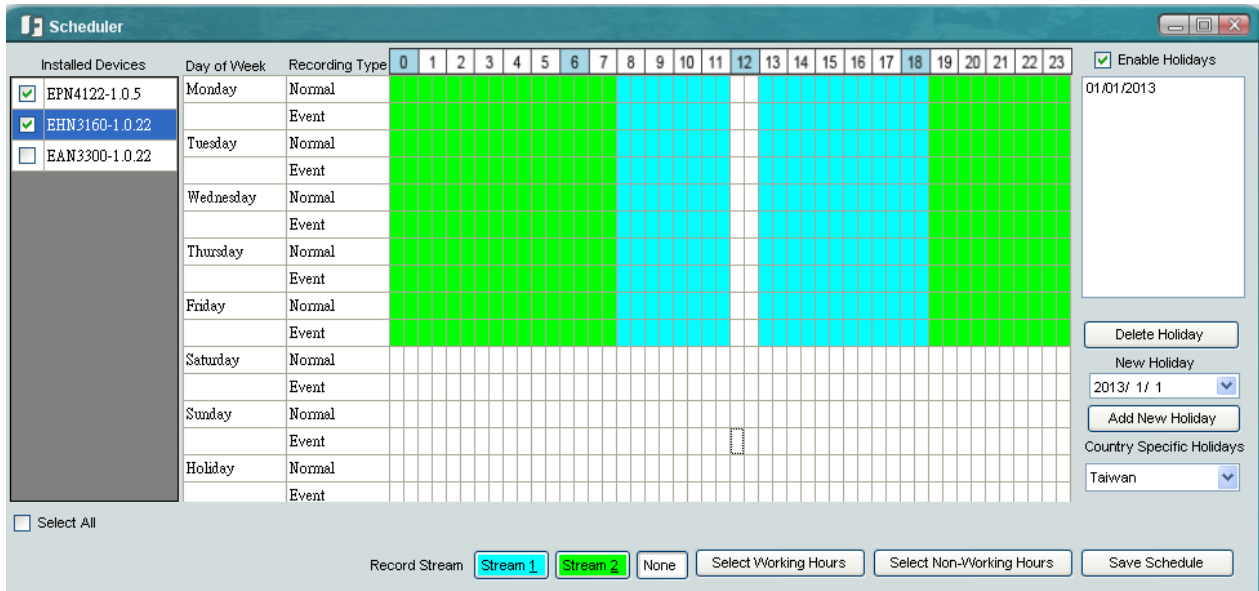 Scheduler
Installed Devices Day of Week Recording Type 0 1 2 3 4 5 6 7 8 9 10 11 12 13 14 15 16 17 18 19 20 21 22 23 Enable Holidays
EPN4122-1.0.5 Monday Normal 01/01/2013
Event
EHN3160-1.0.22 Tuesday Normal
EAN3300-1.0.22 Event
Wednesday Normal
Event
Thursday Normal
Event
Friday Normal
Event Delete Holiday
Saturday Normal New Holiday
Event 2013/ 1/ 1
Sunday Normal Add New Holiday
Event Country Specific Holidays
Holiday Normal Taiwan
Event
Select All
Record Stream Stream 1 Stream 2 None Select Working Hours Select Non-Working Hours Save Schedule